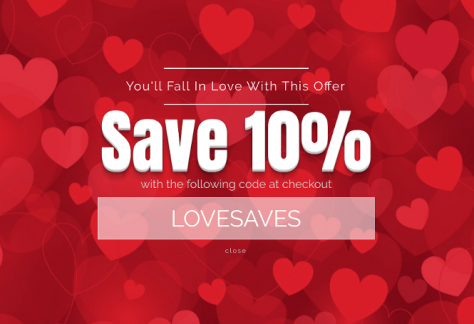 You'll Fall In Love With This Offer
Save 10%
with the following code at checkout
LOVESAVES
close